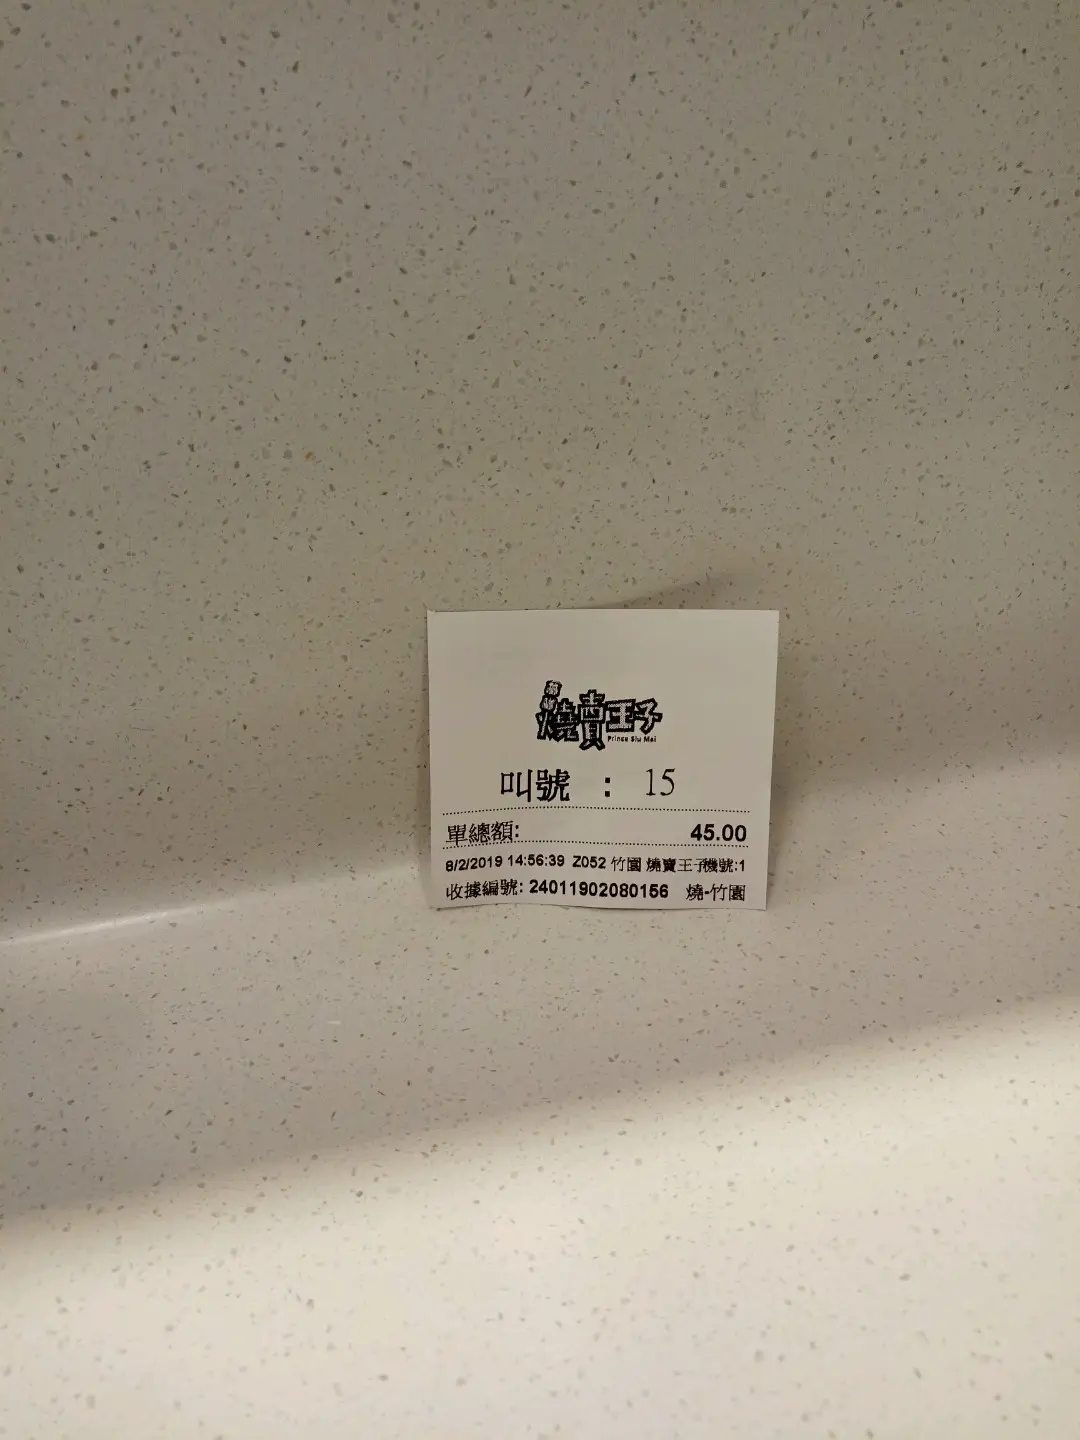 燒賣王子
Prince Siu Mai
叫號 : 15
單總額: 45.00
8/2/2019 14:56:39 Z052 竹園 燒賣王子機號:1
收據編號: 24011902080156 燒-竹園